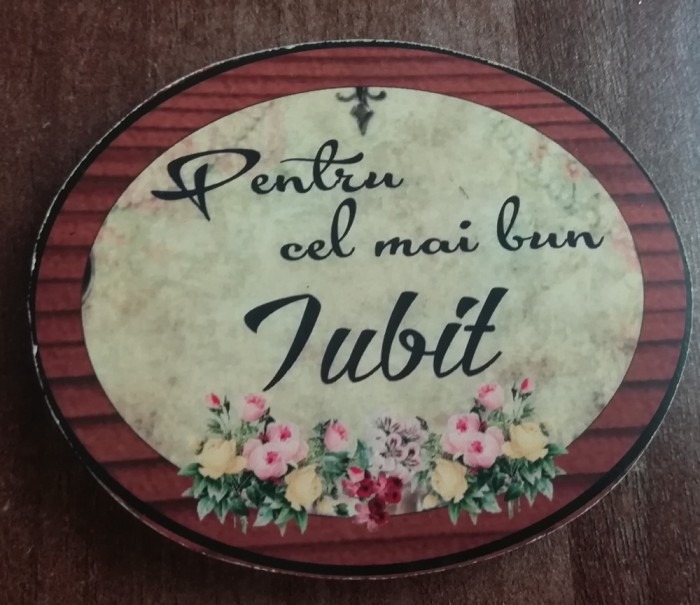 Pentru
cel mai bun
Iubit